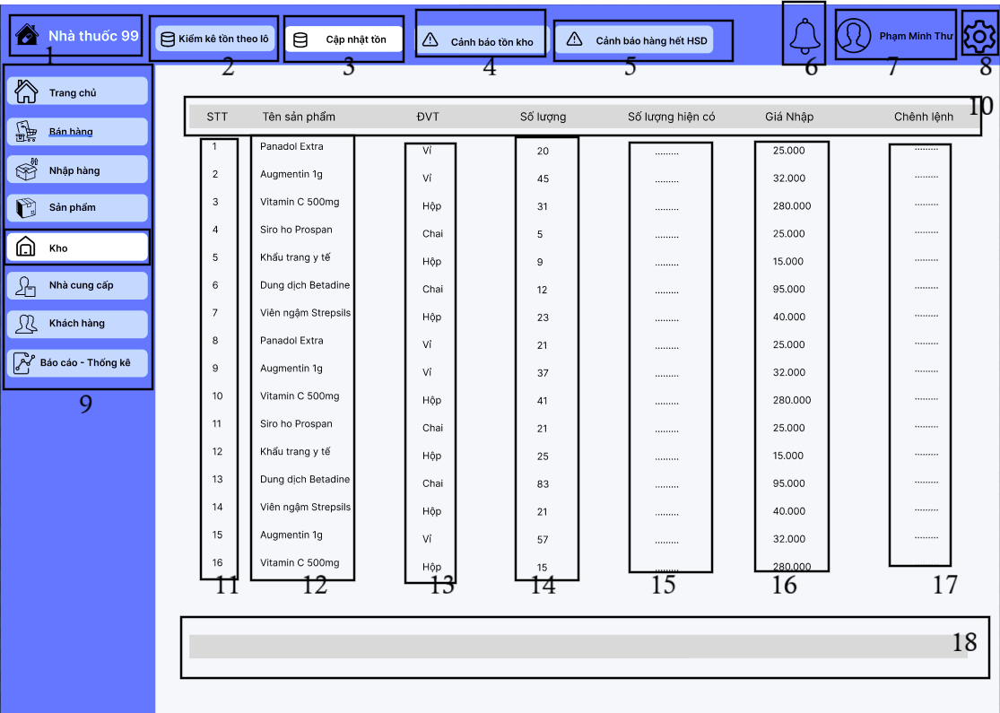 Nhà thuốc 99
1
Kiểm kê tồn theo lô
2
Cập nhật tồn
3
Cảnh báo tồn kho
4
Cảnh báo hàng hết HSD
5
6
Phạm Minh Thư
7
8
Trang chủ
Bán hàng
Nhập hàng
Sản phẩm
Kho
Nhà cung cấp
Khách hàng
Báo cáo - Thống kê
9
10
STT Tên sản phẩm ĐVT Số lượng Số lượng hiện có Giá Nhập Chênh lệnh
1 Panadol Extra Vỉ 20 ......... 25.000 .........
2 Augmentin 1g Vỉ 45 ......... 32.000 .........
3 Vitamin C 500mg Hộp 31 ......... 280.000 .........
4 Siro ho Prospan Chai 5 ......... 25.000 .........
5 Khẩu trang y tế Hộp 9 ......... 15.000 .........
6 Dung dịch Betadine Chai 12 ......... 95.000 .........
7 Viên ngậm Strepsils Hộp 23 ......... 40.000 .........
8 Panadol Extra Vỉ 21 ......... 25.000 .........
9 Augmentin 1g Vỉ 37 ......... 32.000 .........
10 Vitamin C 500mg Hộp 41 ......... 280.000 .........
11 Siro ho Prospan Chai 21 ......... 25.000 .........
12 Khẩu trang y tế Hộp 25 ......... 15.000 .........
13 Dung dịch Betadine Chai 83 ......... 95.000 .........
14 Viên ngậm Strepsils Hộp 21 ......... 40.000 .........
15 Augmentin 1g Vỉ 57 ......... 32.000 .........
16 Vitamin C 500mg Hộp 15 ......... 280.000
11 12 13 14 15 16 17
18